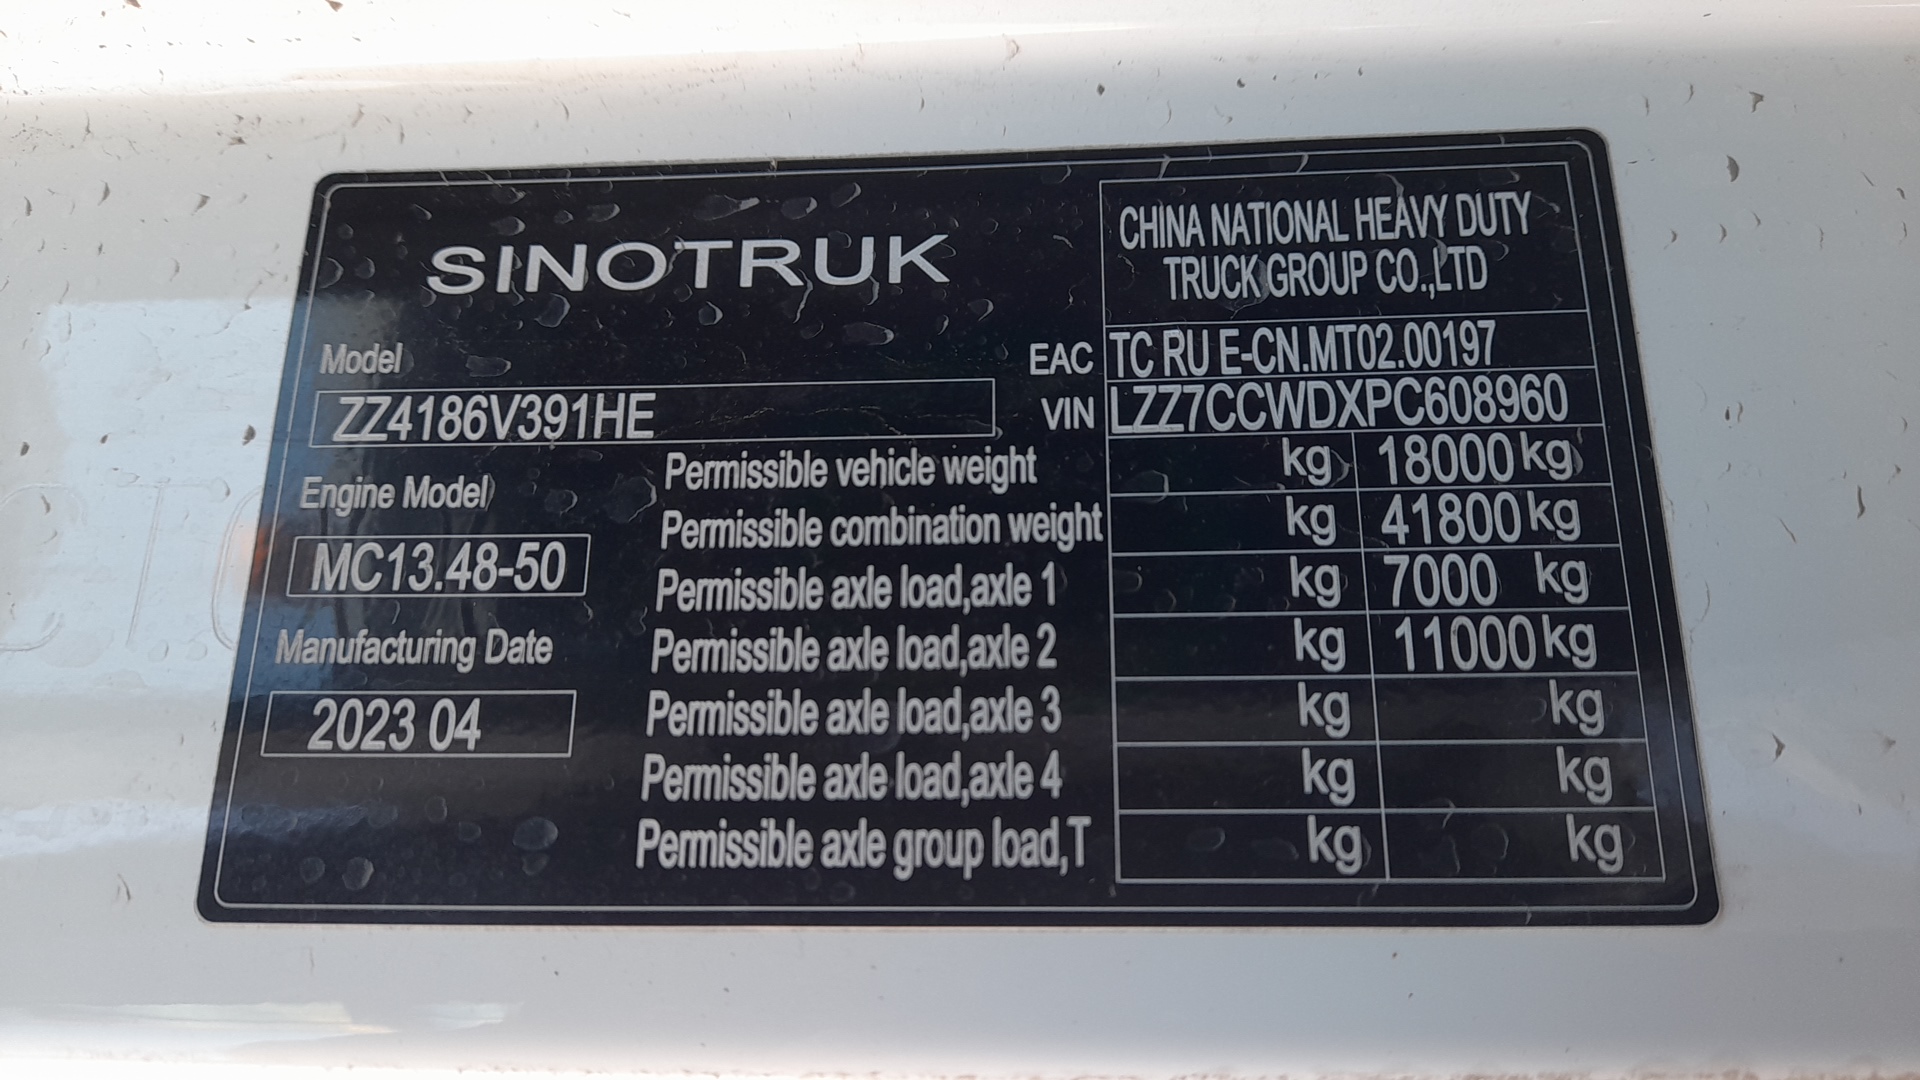 SINOTRUK
CHINA NATIONAL HEAVY DUTY
TRUCK GROUP CO.,LTD
Model
ZZ4186V391HE
EAC TC RU E-CN.MT02.00197
VIN LZZ7CCWDXPC608960
Engine Model
MC13.48-50
Manufacturing Date
2023 04
Permissible vehicle weight kg 18000 kg
Permissible combination weight kg 41800 kg
Permissible axle load,axle 1 kg 7000 kg
Permissible axle load,axle 2 kg 11000 kg
Permissible axle load,axle 3 kg kg
Permissible axle load,axle 4 kg kg
Permissible axle group load,T kg kg